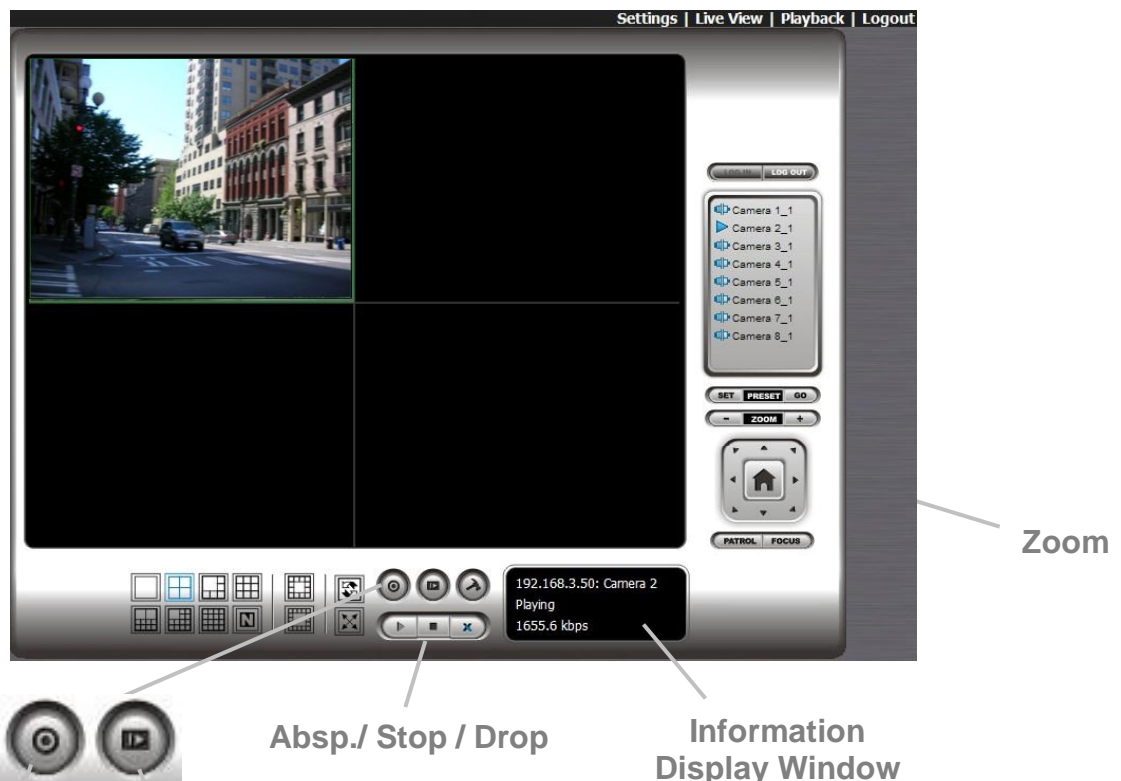 Settings | Live View | Playback | Logout
LOG IN LOG OUT
Camera 1_1
Camera 2_1
Camera 3_1
Camera 4_1
Camera 5_1
Camera 6_1
Camera 7_1
Camera 8_1
SET PRESET GO
- ZOOM +
PATROL FOCUS
Zoom
N
192.168.3.50: Camera 2
Playing
1655.6 kbps
Absp./ Stop / Drop
Information
Display Window